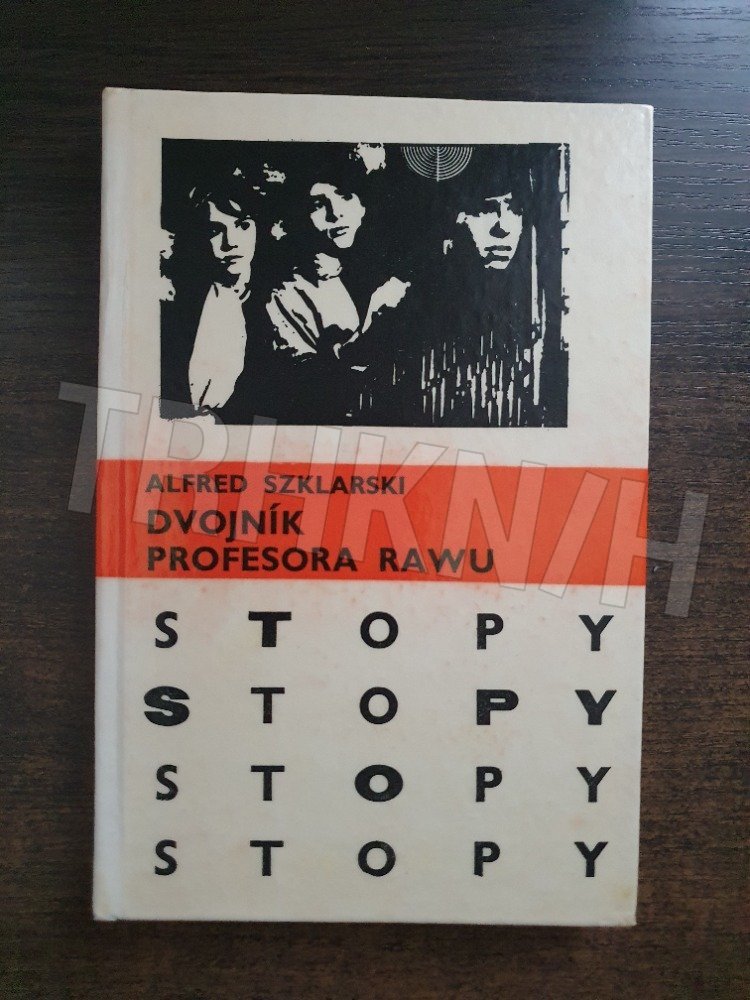 ALFRED SZKLARSKI
DVOJNÍK
PROFESORA RAWU
STOPY
STOPY
STOPY
STOPY
TRHKNIH